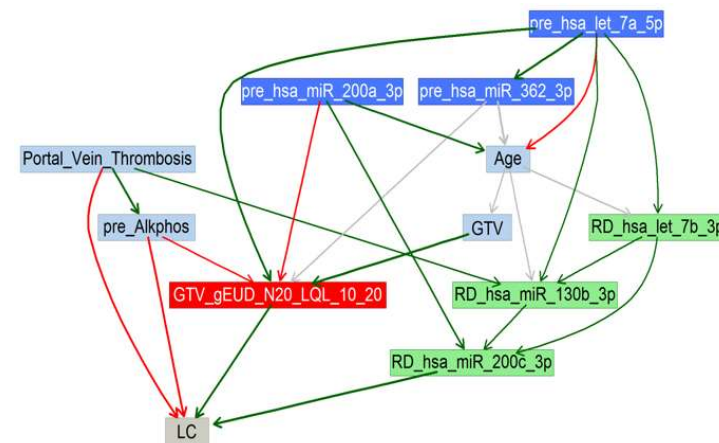 pre_hsa_let_7a_5p
pre_hsa_miR_200a_3p
pre_hsa_miR_362_3p
Portal_Vein_Thrombosis
Age
pre_Alkphos
GTV
RD_hsa_let_7b_3p
GTV_gEUD_N20_LQL_10_20
RD_hsa_miR_130b_3p
RD_hsa_miR_200c_3p
LC